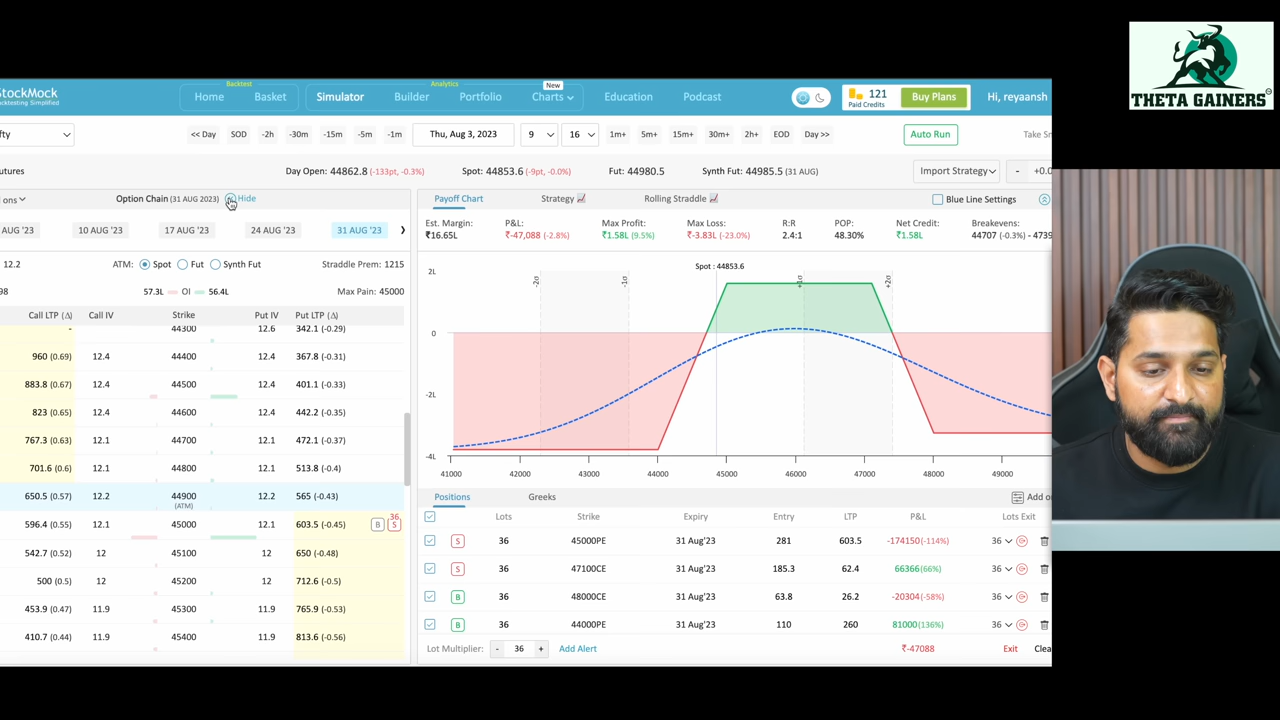 THETA GAINERS
StockMock
Backtest
Analytics
New
Home
Basket
Simulator
Builder
Portfolio
Charts
Education
Podcast
121
Paid Credits
Buy Plans
Hi, reyaansh
<< Day
SOD
-2h
-30m
-15m
-5m
-1m
Thu, Aug 3, 2023
9
16
1m+
5m+
15m+
30m+
2h+
EOD
Day >>
Auto Run
Day Open: 44862.8 (-133pt, -0.3%)
Spot: 44853.6 (-9pt, -0.0%)
Fut: 44980.5
Synth Fut: 44985.5 (31 AUG)
Import Strategy
-
+0.0
Option Chain (31 AUG 2023)
Hide
AUG '23
10 AUG '23
17 AUG '23
24 AUG '23
31 AUG '23
12.2
ATM:
Spot
Fut
Synth Fut
Straddle Prem: 1215
98
57.3L
OI
56.4L
Max Pain: 45000
Call LTP (Δ) Call IV Strike Put IV Put LTP (Δ)
- 44300 12.6 342.1 (-0.29)
960 (0.69) 12.4 44400 12.4 367.8 (-0.31)
883.8 (0.67) 12.4 44500 12.4 401.1 (-0.33)
823 (0.65) 12.4 44600 12.4 442.2 (-0.35)
767.3 (0.63) 12.1 44700 12.1 472.1 (-0.37)
701.6 (0.6) 12.1 44800 12.1 513.8 (-0.4)
650.5 (0.57) 12.2 44900 12.2 565 (-0.43)
(ATM)
36
596.4 (0.55) 12.1 45000 12.1 603.5 (-0.45) B S
542.7 (0.52) 12 45100 12 650 (-0.48)
500 (0.5) 12 45200 12 712.6 (-0.5)
453.9 (0.47) 11.9 45300 11.9 765.9 (-0.53)
410.7 (0.44) 11.9 45400 11.9 813.6 (-0.56)
Payoff Chart
Strategy
Rolling Straddle
Blue Line Settings
Est. Margin: P&L: Max Profit: Max Loss: R:R POP: Net Credit: Breakevens:
₹16.65L ₹-47,088 (-2.8%) ₹1.58L (9.5%) ₹-3.83L (-23.0%) 2.4:1 48.30% ₹1.58L 44707 (-0.3%) - 4739
Spot : 44853.6
2L
-2σ
-1σ
+1σ
+2σ
0
-2L
-4L
41000 42000 43000 44000 45000 46000 47000 48000 49000
Positions
Greeks
Lots Strike Expiry Entry LTP P&L Lots Exit
S 36 45000PE 31 Aug'23 281 603.5 -174150(-114%) 36
S 36 47100CE 31 Aug'23 185.3 62.4 66366(66%) 36
B 36 48000CE 31 Aug'23 63.8 26.2 -20304(-58%) 36
B 36 44000PE 31 Aug'23 110 260 81000(136%) 36
Lot Multiplier: - 36 + Add Alert ₹-47088 Exit